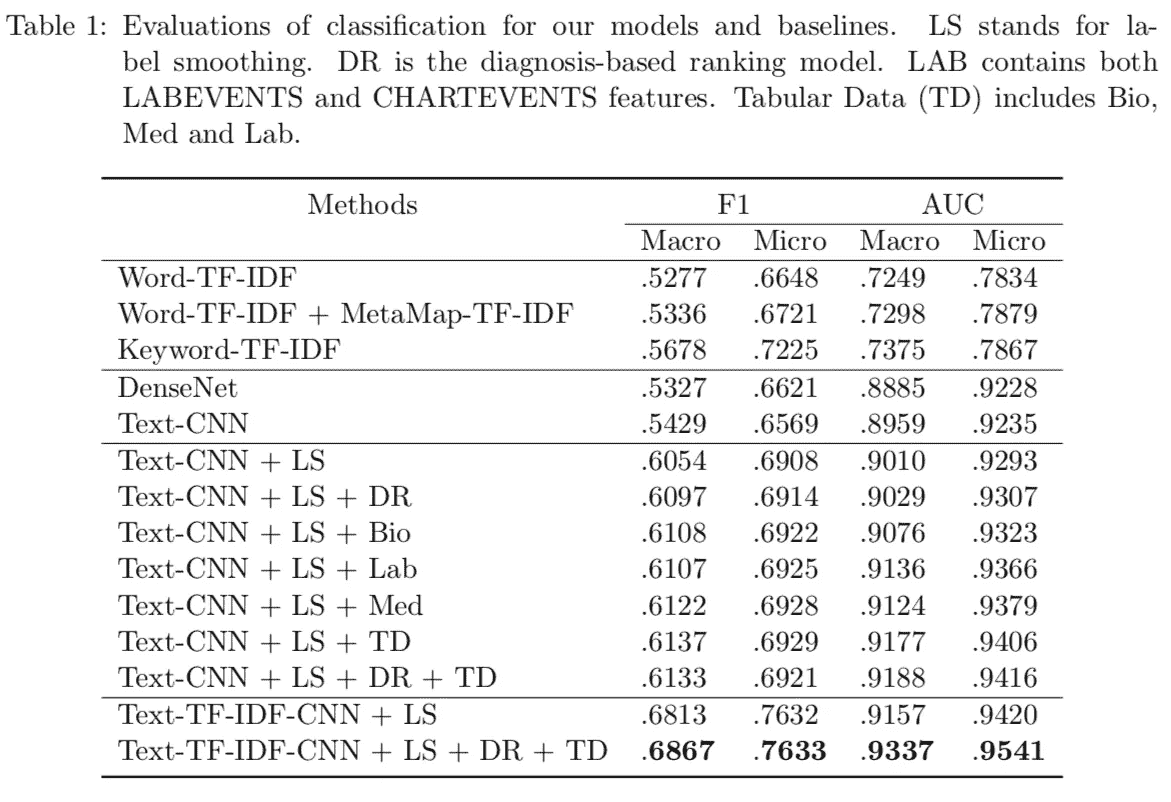 Table 1: Evaluations of classification for our models and baselines. LS stands for la-
bel smoothing. DR is the diagnosis-based ranking model. LAB contains both
LABEVENTS and CHARTEVENTS features. Tabular Data (TD) includes Bio,
Med and Lab.
Methods F1 AUC
Macro Micro Macro Micro
Word-TF-IDF .5277 .6648 .7249 .7834
Word-TF-IDF + MetaMap-TF-IDF .5336 .6721 .7298 .7879
Keyword-TF-IDF .5678 .7225 .7375 .7867
DenseNet .5327 .6621 .8885 .9228
Text-CNN .5429 .6569 .8959 .9235
Text-CNN + LS .6054 .6908 .9010 .9293
Text-CNN + LS + DR .6097 .6914 .9029 .9307
Text-CNN + LS + Bio .6108 .6922 .9076 .9323
Text-CNN + LS + Lab .6107 .6925 .9136 .9366
Text-CNN + LS + Med .6122 .6928 .9124 .9379
Text-CNN + LS + TD .6137 .6929 .9177 .9406
Text-CNN + LS + DR + TD .6133 .6921 .9188 .9416
Text-TF-IDF-CNN + LS .6813 .7632 .9157 .9420
Text-TF-IDF-CNN + LS + DR + TD .6867 .7633 .9337 .9541